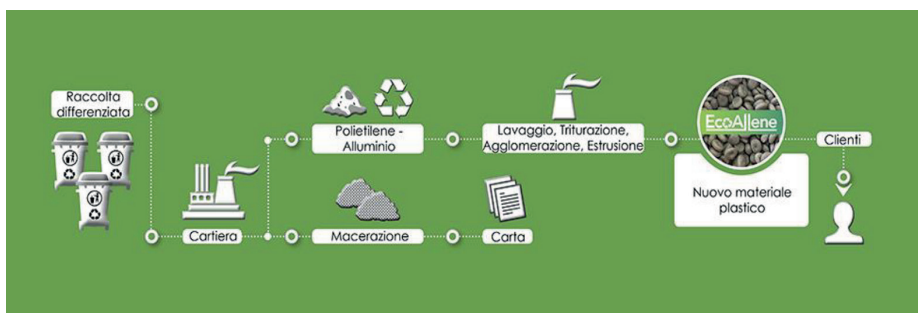 Raccolta
differenziata
Cartiera
Polietilene -
Alluminio
Macerazione
Carta
Lavaggio, Triturazione,
Agglomerazione, Estrusione
EcoAllene
Nuovo materiale
plastico
Clienti